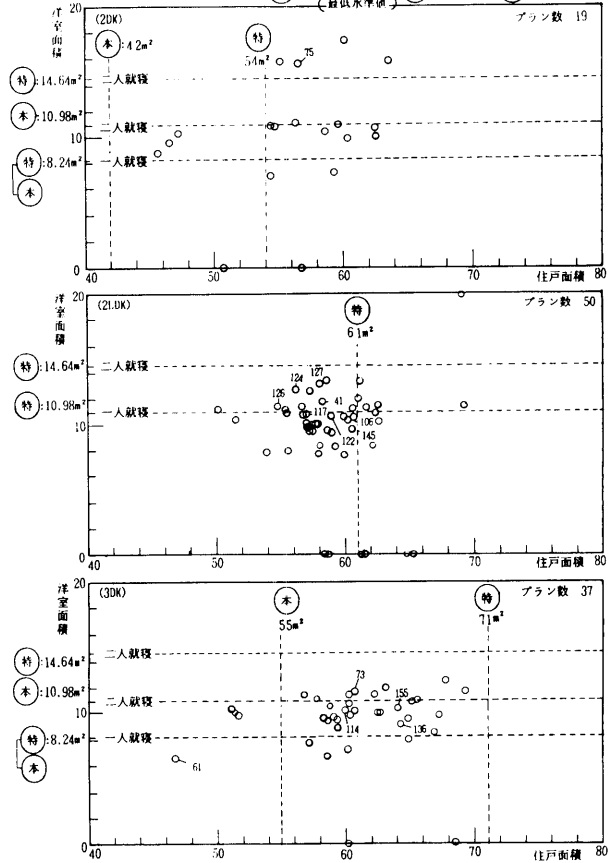 (最低水準値)
洋室面積
20
(2DK)
プラン数 19
本:42m²
特
54m²
75
特:14.64m²
二人就寝
本:10.98m²
一人就寝
10
特:8.24m²
一人就寝
本
0
40 50 60 70 80
住戸面積
洋室面積
20
(2LDK)
プラン数 50
特
61m²
特:14.64m²
二人就寝
127
124
126
41
特:10.98m²
一人就寝
117
106
10
122
145
0
40 50 60 70 80
住戸面積
洋室面積
20
(3DK)
プラン数 37
本
特
55m²
71m²
特:14.64m²
二人就寝
73
本:10.98m²
155
10
114
136
特:8.24m²
一人就寝
本
61
0
40 50 60 70 80
住戸面積